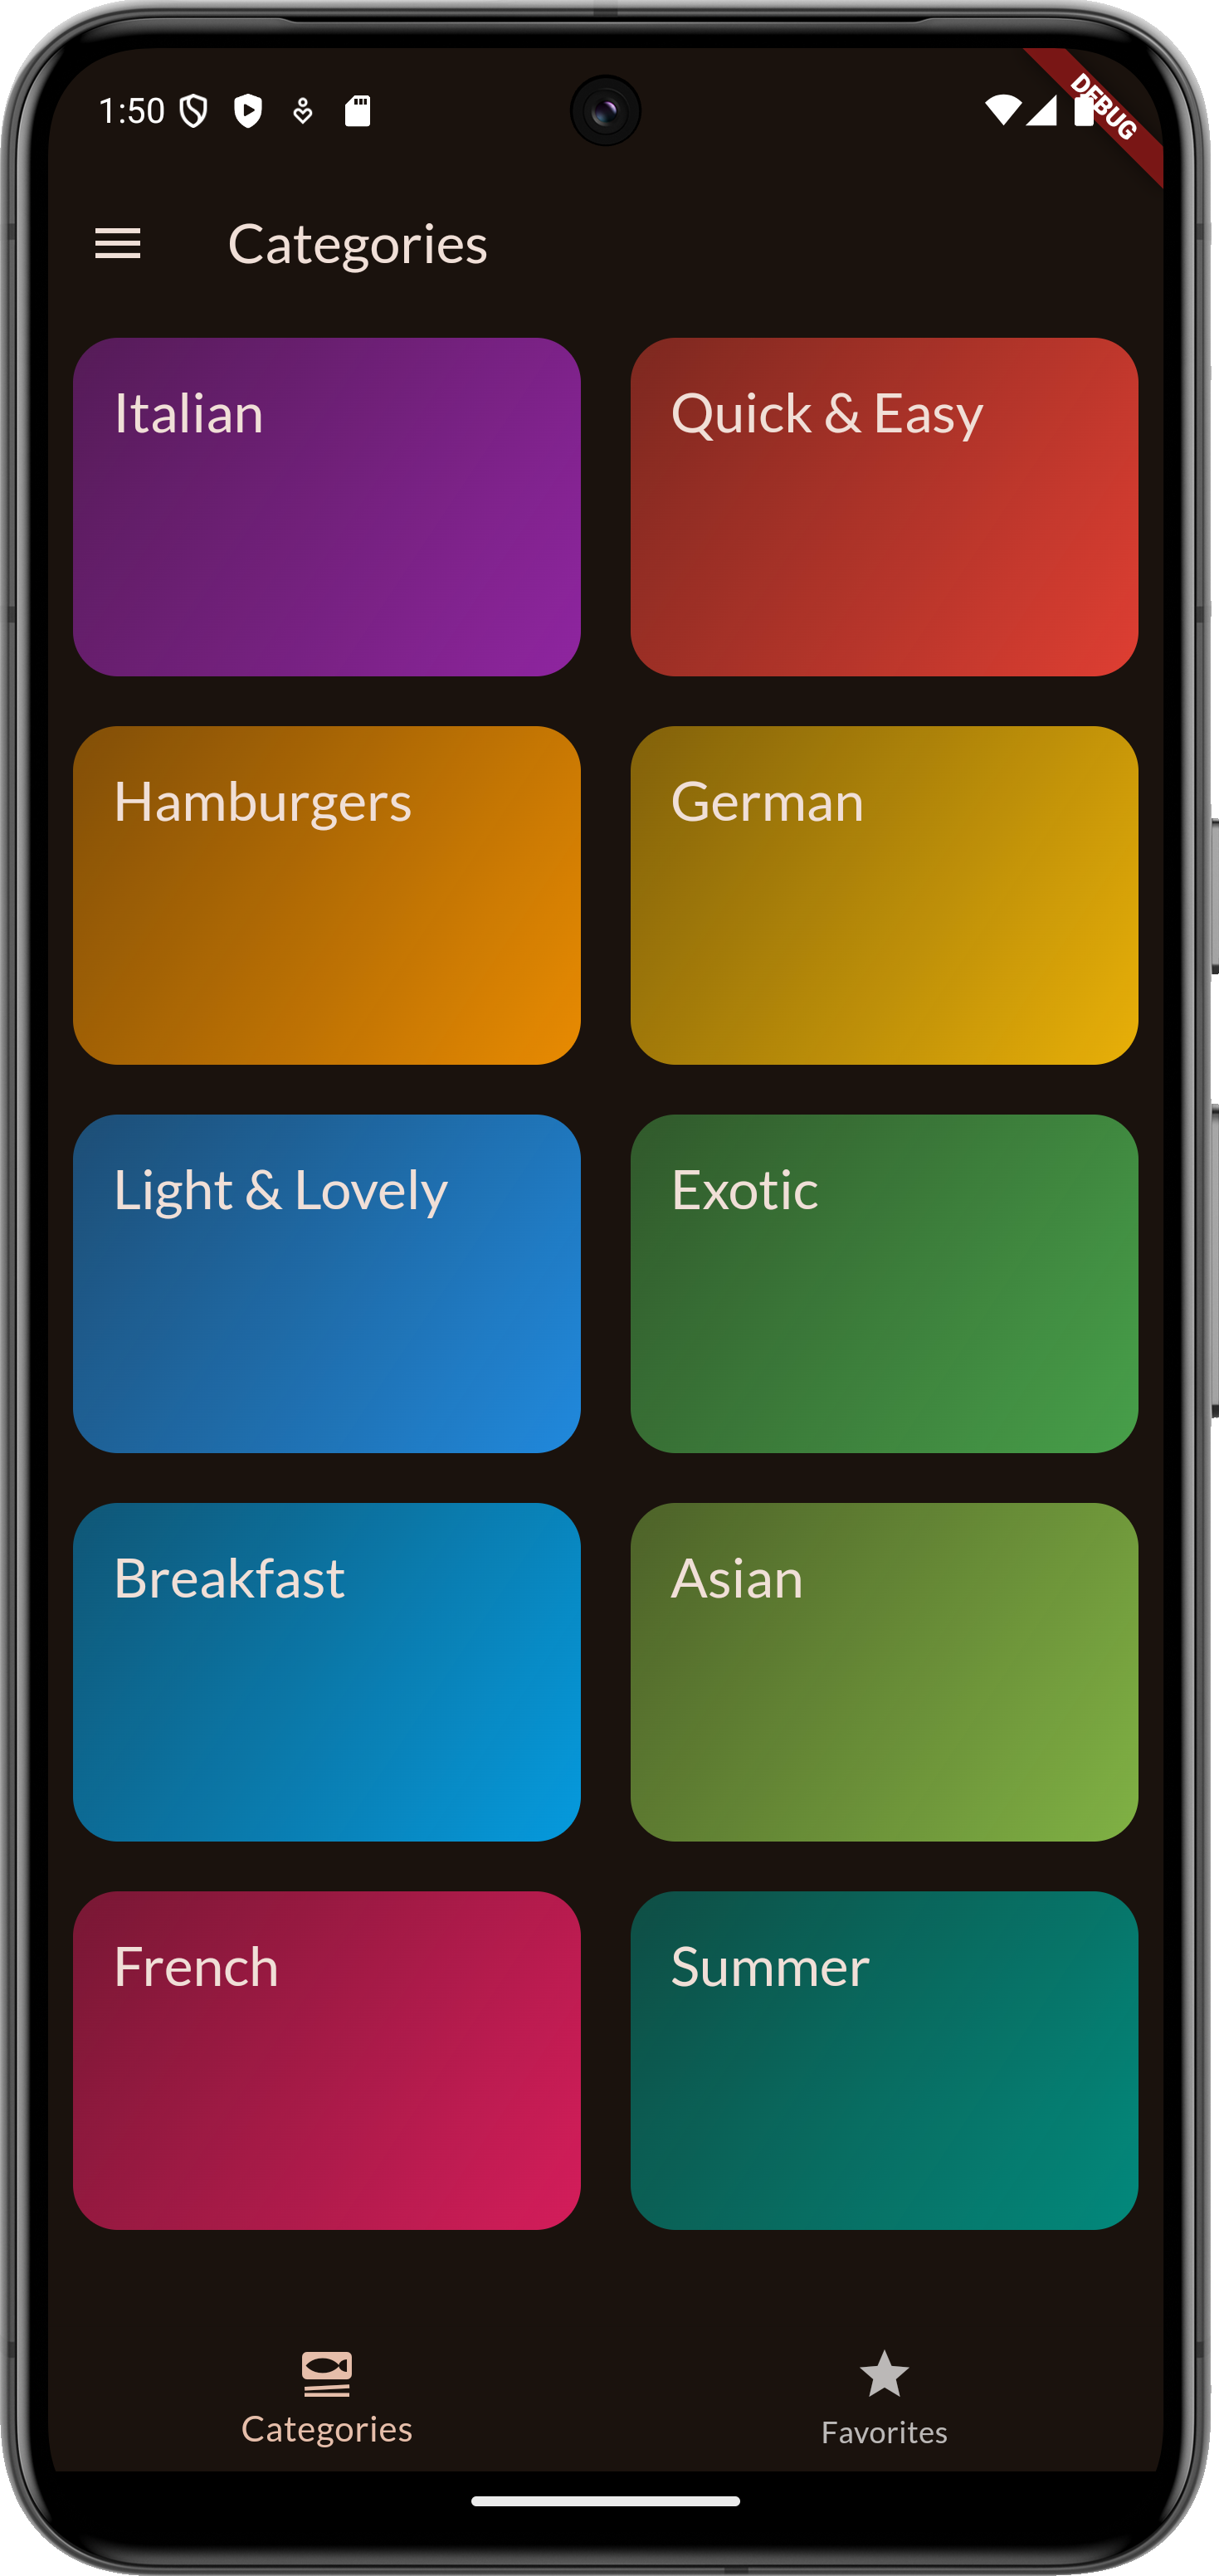 1:50
DEBUG
Categories
Italian
Quick & Easy
Hamburgers
German
Light & Lovely
Exotic
Breakfast
Asian
French
Summer
Categories
Favorites